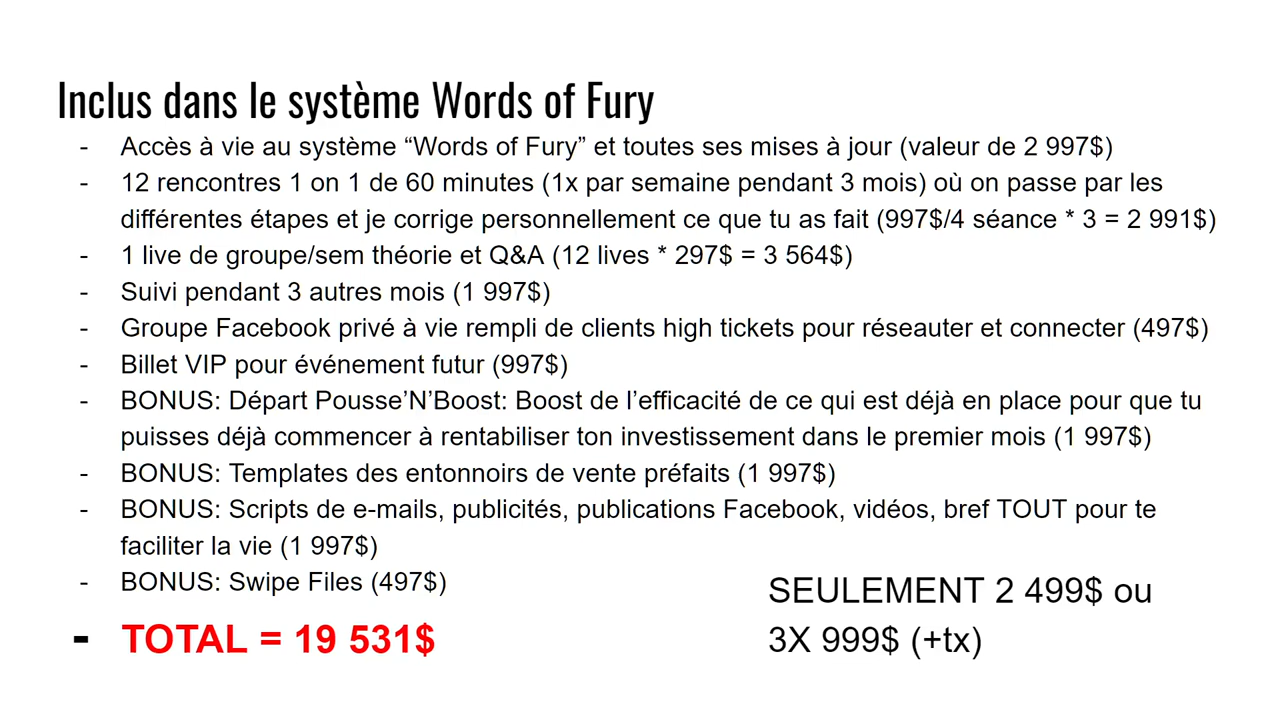 Inclus dans le système Words of Fury
- Accès à vie au système “Words of Fury” et toutes ses mises à jour (valeur de 2 997$)
- 12 rencontres 1 on 1 de 60 minutes (1x par semaine pendant 3 mois) où on passe par les
différentes étapes et je corrige personnellement ce que tu as fait (997$/4 séance * 3 = 2 991$)
- 1 live de groupe/sem théorie et Q&A (12 lives * 297$ = 3 564$)
- Suivi pendant 3 autres mois (1 997$)
- Groupe Facebook privé à vie rempli de clients high tickets pour réseauter et connecter (497$)
- Billet VIP pour événement futur (997$)
- BONUS: Départ Pousse’N’Boost: Boost de l’efficacité de ce qui est déjà en place pour que tu
puisses déjà commencer à rentabiliser ton investissement dans le premier mois (1 997$)
- BONUS: Templates des entonnoirs de vente préfaits (1 997$)
- BONUS: Scripts de e-mails, publicités, publications Facebook, vidéos, bref TOUT pour te
faciliter la vie (1 997$)
- BONUS: Swipe Files (497$)
- TOTAL = 19 531$
SEULEMENT 2 499$ ou
3X 999$ (+tx)